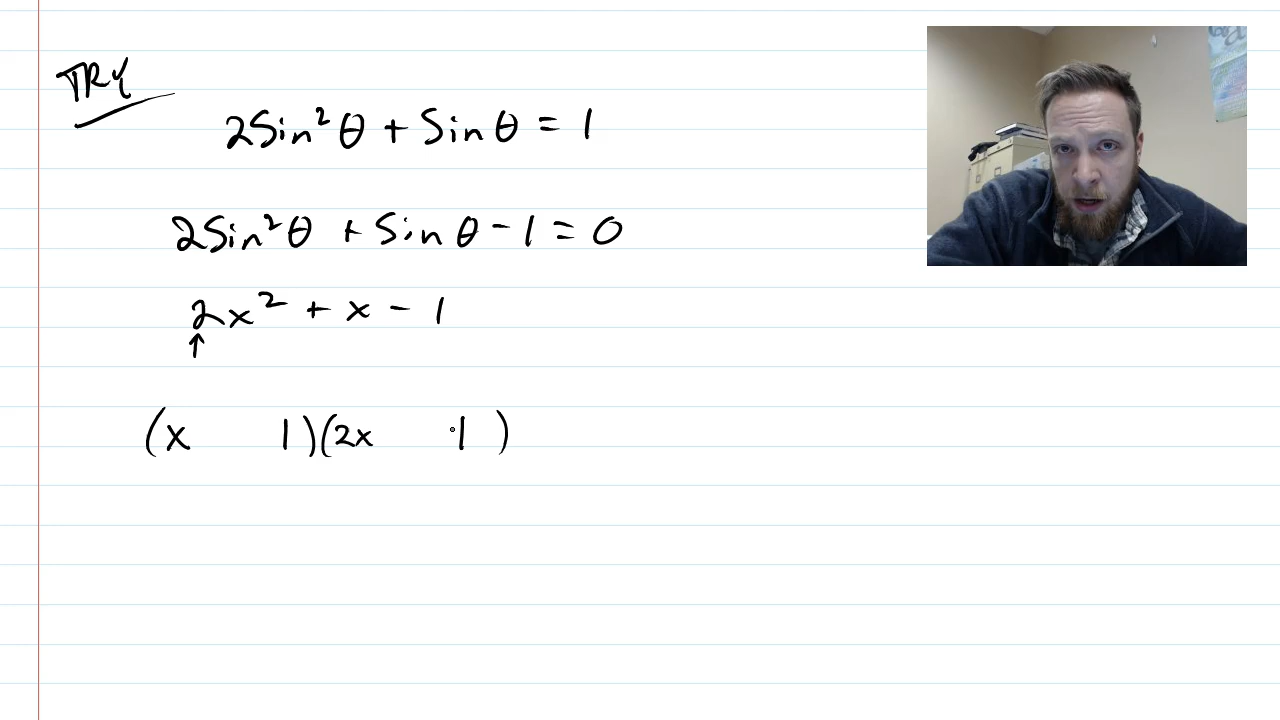 TRY
2Sin²θ + Sinθ = 1
2Sin²θ + Sinθ - 1 = 0
2x² + x - 1
↑
(x 1)(2x 1)